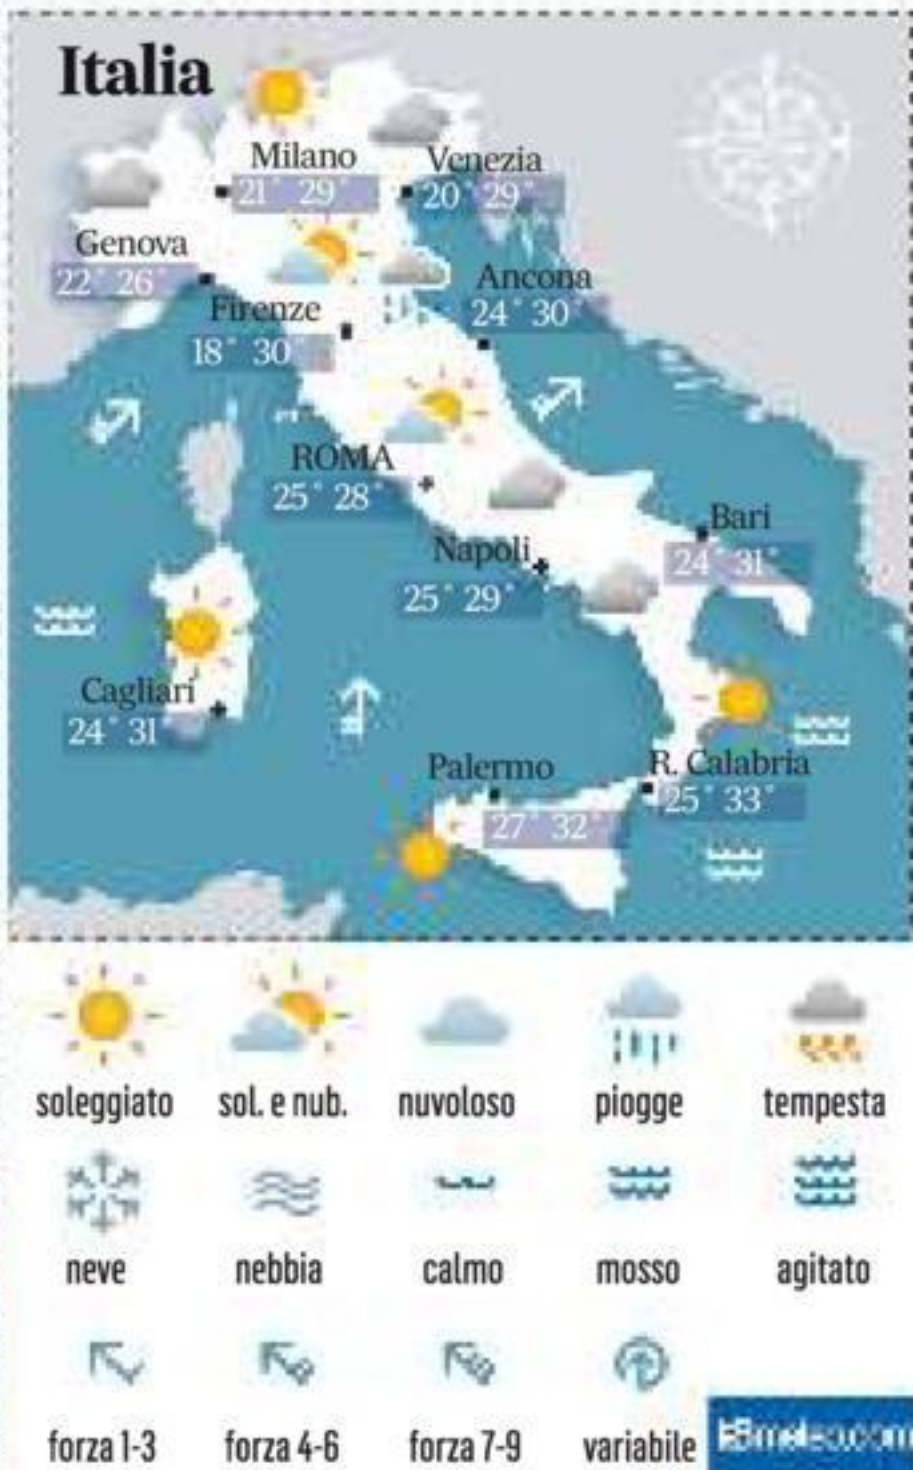 Italia
Milano
21° 29°
Venezia
20° 29°
Genova
22° 26°
Ancona
24° 30°
Firenze
18° 30°
ROMA
25° 28°
Bari
24° 31°
Napoli
25° 29°
Cagliari
24° 31°
Palermo
27° 32°
R. Calabria
25° 33°
soleggiato sol. e nub. nuvoloso piogge tempesta
neve nebbia calmo mosso agitato
forza 1-3 forza 4-6 forza 7-9 variabile